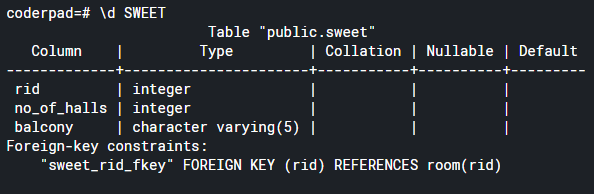 coderpad=# \d SWEET
                         Table "public.sweet"
   Column    |         Type         | Collation | Nullable | Default
-------------+----------------------+-----------+----------+---------
 rid         | integer              |           |          |
 no_of_halls | integer              |           |          |
 balcony     | character varying(5) |           |          |
Foreign-key constraints:
    "sweet_rid_fkey" FOREIGN KEY (rid) REFERENCES room(rid)